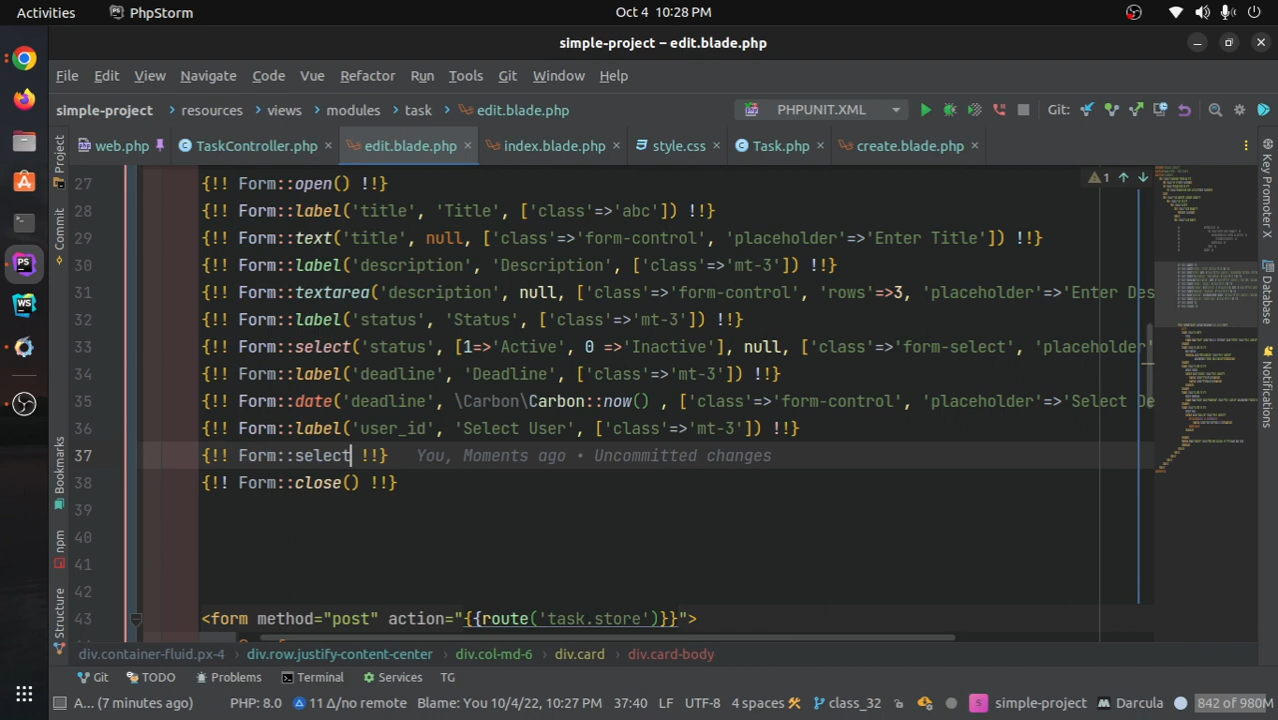 Activities PhpStorm Oct 4 10:28 PM
simple-project – edit.blade.php
File Edit View Navigate Code Vue Refactor Run Tools Git Window Help
simple-project resources views modules task edit.blade.php PHPUNIT.XML Git:
web.php TaskController.php edit.blade.php index.blade.php style.css Task.php create.blade.php
Project
Commit
Bookmarks
npm
Structure
27 {!! Form::open() !!}
28 {!! Form::label('title', 'Title', ['class'=>'abc']) !!}
29 {!! Form::text('title', null, ['class'=>'form-control', 'placeholder'=>'Enter Title']) !!}
30 {!! Form::label('description', 'Description', ['class'=>'mt-3']) !!}
31 {!! Form::textarea('description', null, ['class'=>'form-control', 'rows'=>3, 'placeholder'=>'Enter Des
32 {!! Form::label('status', 'Status', ['class'=>'mt-3']) !!}
33 {!! Form::select('status', [1=>'Active', 0 =>'Inactive'], null, ['class'=>'form-select', 'placeholder'
34 {!! Form::label('deadline', 'Deadline', ['class'=>'mt-3']) !!}
35 {!! Form::date('deadline', \Carbon\Carbon::now() , ['class'=>'form-control', 'placeholder'=>'Select De
36 {!! Form::label('user_id', 'Select User', ['class'=>'mt-3']) !!}
37 {!! Form::select !!} You, Moments ago • Uncommitted changes
38 {!! Form::close() !!}
39
40
41
42
43 <form method="post" action="{{route('task.store')}}">
1
Key Promoter X
Database
Notifications
div.container-fluid.px-4 div.row.justify-content-center div.col-md-6 div.card div.card-body
Git TODO Problems Terminal Services TG
A... (7 minutes ago) PHP: 8.0 11 Δ/no remote Blame: You 10/4/22, 10:27 PM 37:40 LF UTF-8 4 spaces class_32 S simple-project Darcula 842 of 980M